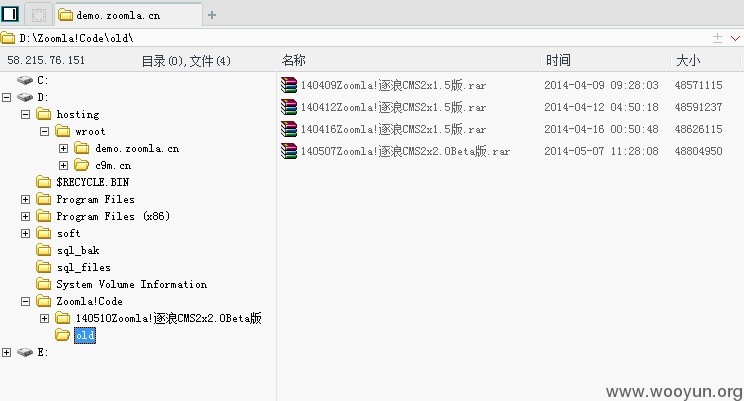 demo.zoomla.cn
D:\Zoomla!Code\old\
58.215.76.151 目录(0),文件(4) 名称 时间 大小
C:
D:
hosting
wroot
demo.zoomla.cn
c9m.cn
$RECYCLE.BIN
Program Files
Program Files (x86)
soft
sql_bak
sql_files
System Volume Information
Zoomla!Code
140510Zoomla!逐浪CMS2x2.0Beta版
old
E:
140409Zoomla!逐浪CMS2x1.5版.rar 2014-04-09 09:28:03 48571115
140412Zoomla!逐浪CMS2x1.5版.rar 2014-04-12 04:50:18 48591237
140416Zoomla!逐浪CMS2x1.5版.rar 2014-04-16 00:50:48 48626115
140507Zoomla!逐浪CMS2x2.0Beta版.rar 2014-05-07 11:28:08 48804950
www.wooyun.org